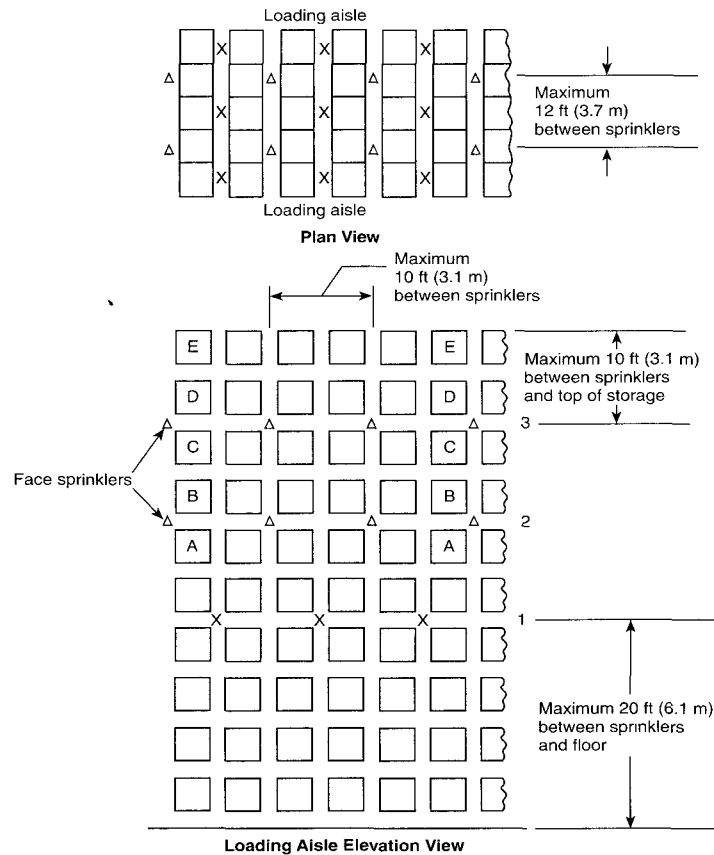 Loading aisle
X X X
Δ Δ Δ Δ
Maximum
12 ft (3.7 m)
between sprinklers
X X X
Δ Δ Δ Δ
X X X
Loading aisle
Plan View
Maximum
10 ft (3.1 m)
between sprinklers
E E
Maximum 10 ft (3.1 m)
between sprinklers
and top of storage
D D
Δ Δ Δ Δ 3
C C
Face sprinklers
B B
Δ Δ Δ Δ 2
A A
X X X 1
Maximum 20 ft (6.1 m)
between sprinklers
and floor
Loading Aisle Elevation View